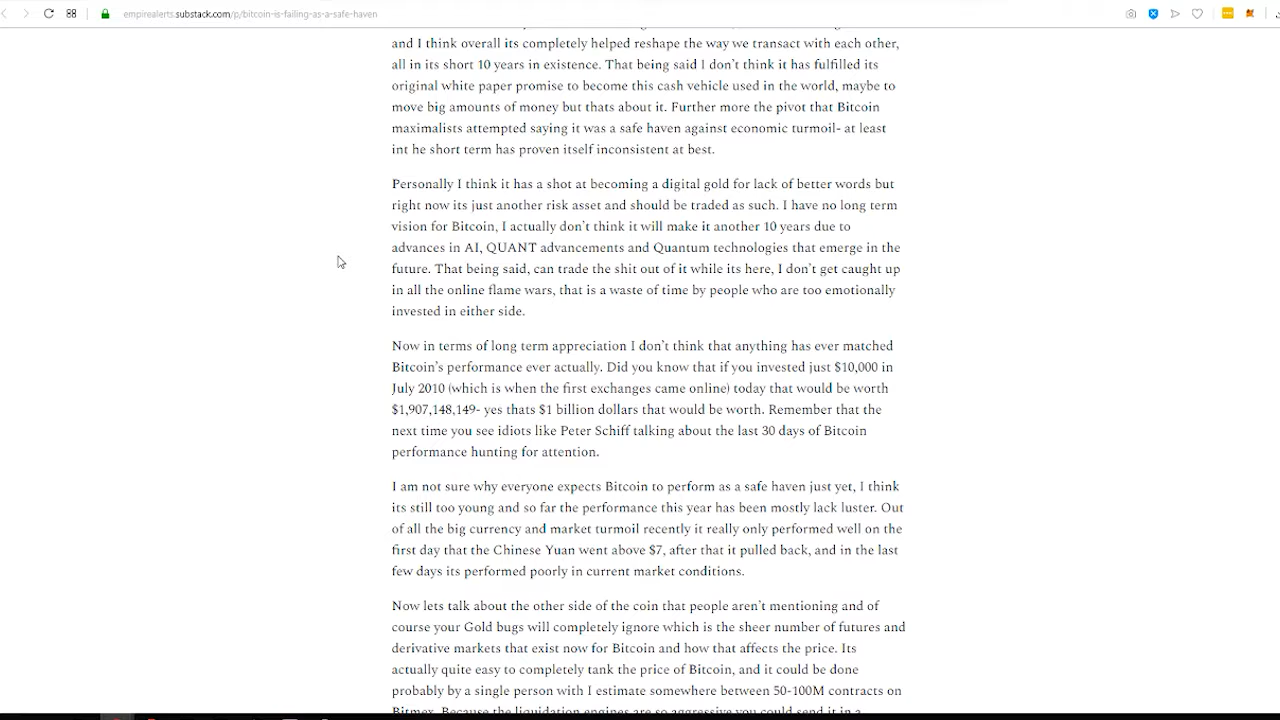 empirealerts.substack.com/p/bitcoin-is-failing-as-a-safe-haven
and I think overall its completely helped reshape the way we transact with each other,
all in its short 10 years in existence. That being said I don't think it has fulfilled its
original white paper promise to become this cash vehicle used in the world, maybe to
move big amounts of money but thats about it. Further more the pivot that Bitcoin
maximalists attempted saying it was a safe haven against economic turmoil- at least
int he short term has proven itself inconsistent at best.
Personally I think it has a shot at becoming a digital gold for lack of better words but
right now its just another risk asset and should be traded as such. I have no long term
vision for Bitcoin, I actually don't think it will make it another 10 years due to
advances in AI, QUANT advancements and Quantum technologies that emerge in the
future. That being said, can trade the shit out of it while its here, I don't get caught up
in all the online flame wars, that is a waste of time by people who are too emotionally
invested in either side.
Now in terms of long term appreciation I don't think that anything has ever matched
Bitcoin's performance ever actually. Did you know that if you invested just $10,000 in
July 2010 (which is when the first exchanges came online) today that would be worth
$1,907,148,149- yes thats $1 billion dollars that would be worth. Remember that the
next time you see idiots like Peter Schiff talking about the last 30 days of Bitcoin
performance hunting for attention.
I am not sure why everyone expects Bitcoin to perform as a safe haven just yet, I think
its still too young and so far the performance this year has been mostly lack luster. Out
of all the big currency and market turmoil recently it really only performed well on the
first day that the Chinese Yuan went above $7, after that it pulled back, and in the last
few days its performed poorly in current market conditions.
Now lets talk about the other side of the coin that people aren't mentioning and of
course your Gold bugs will completely ignore which is the sheer number of futures and
derivative markets that exist now for Bitcoin and how that affects the price. Its
actually quite easy to completely tank the price of Bitcoin, and it could be done
probably by a single person with I estimate somewhere between 50-100M contracts on
Bitmex. Because the liquidation engines are so aggressive you could send it in a